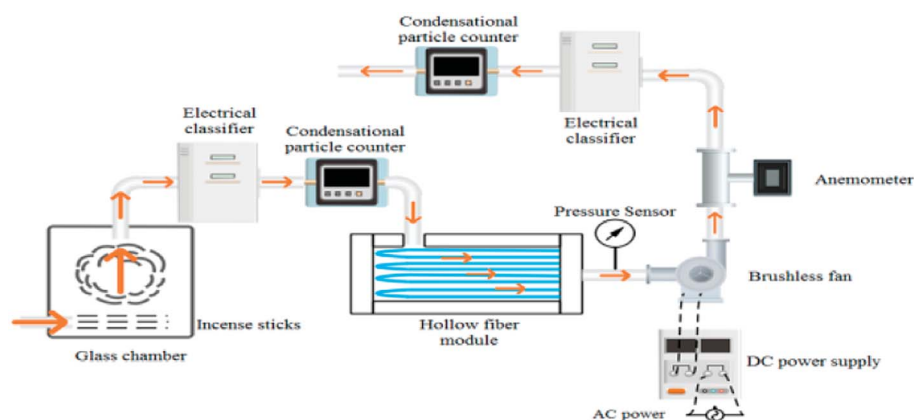 Condensational
particle counter
Electrical
classifier
Condensational
particle counter
Electrical
classifier
Anemometer
Pressure Sensor
Brushless fan
Incense sticks
Glass chamber
Hollow fiber
module
DC power supply
AC power